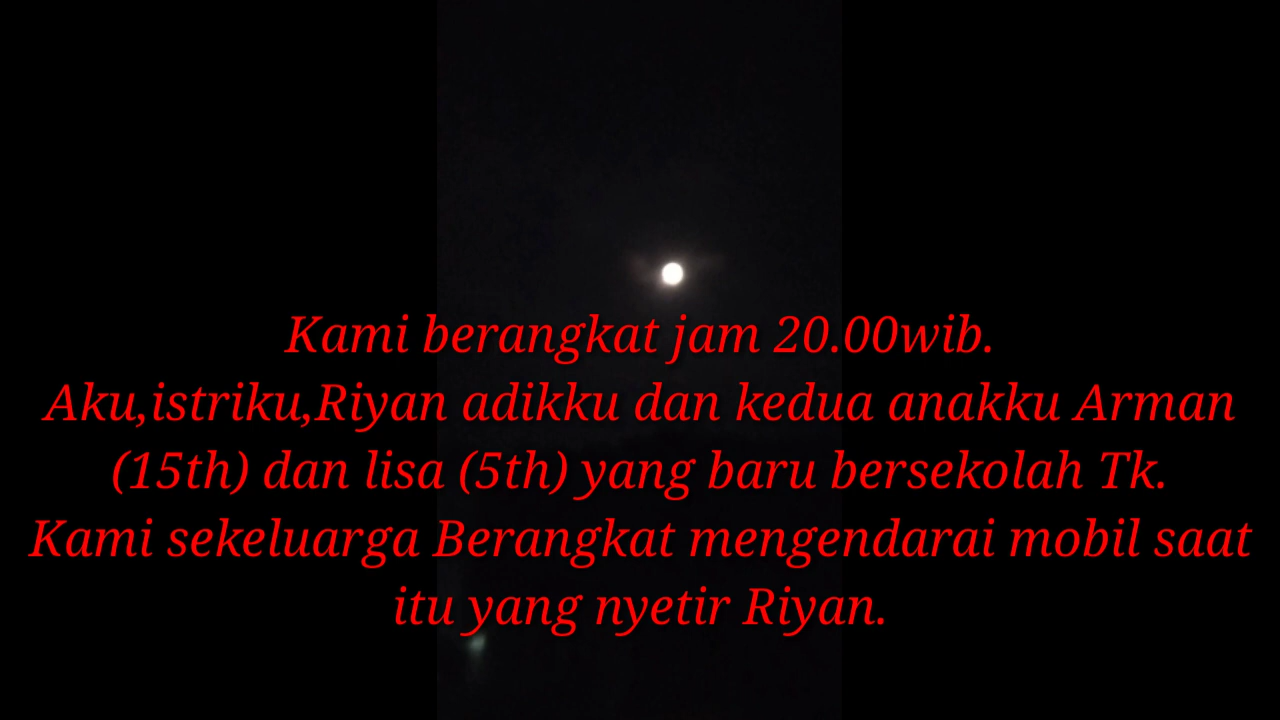 Kami berangkat jam 20.00wib.
Aku,istriku,Riyan adikku dan kedua anakku Arman
(15th) dan lisa (5th) yang baru bersekolah Tk.
Kami sekeluarga Berangkat mengendarai mobil saat
itu yang nyetir Riyan.